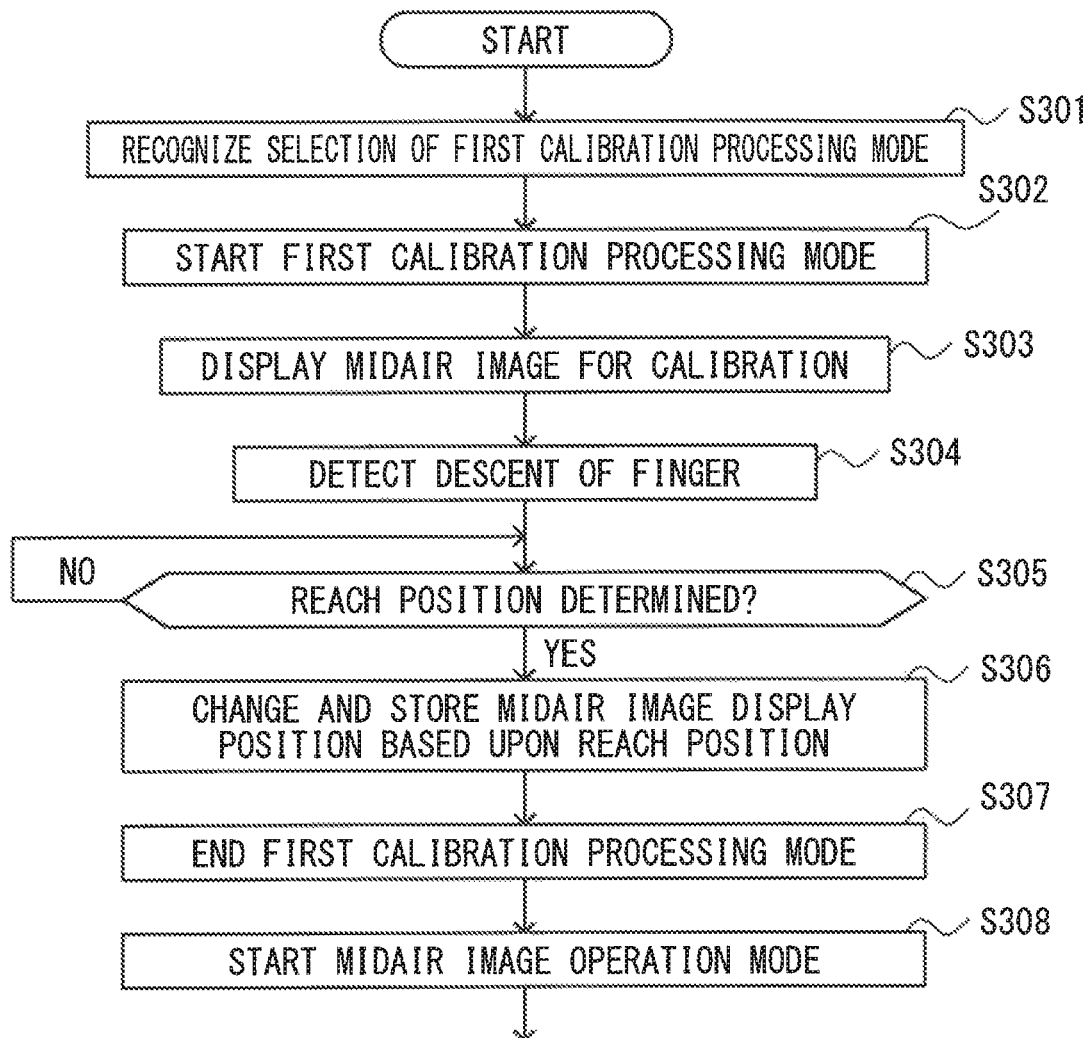 START
S301
RECOGNIZE SELECTION OF FIRST CALIBRATION PROCESSING MODE
S302
START FIRST CALIBRATION PROCESSING MODE
S303
DISPLAY MIDAIR IMAGE FOR CALIBRATION
S304
DETECT DESCENT OF FINGER
NO
S305
REACH POSITION DETERMINED?
YES
S306
CHANGE AND STORE MIDAIR IMAGE DISPLAY
POSITION BASED UPON REACH POSITION
S307
END FIRST CALIBRATION PROCESSING MODE
S308
START MIDAIR IMAGE OPERATION MODE